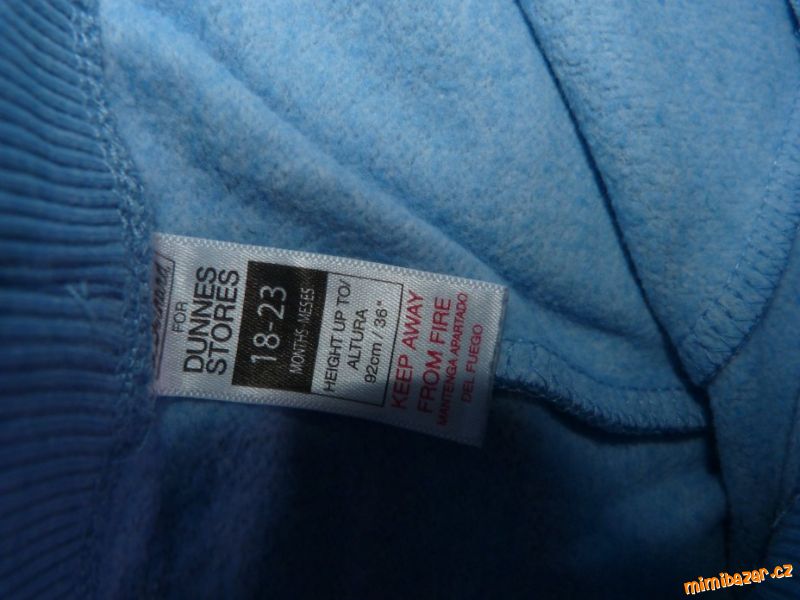 FOR
DUNNES
STORES
18-23
MONTHS-MESES
HEIGHT UP TO/
ALTURA
92cm / 36"
KEEP AWAY
FROM FIRE
MANTENGA APARTADO
DEL FUEGO
mimibazar.cz